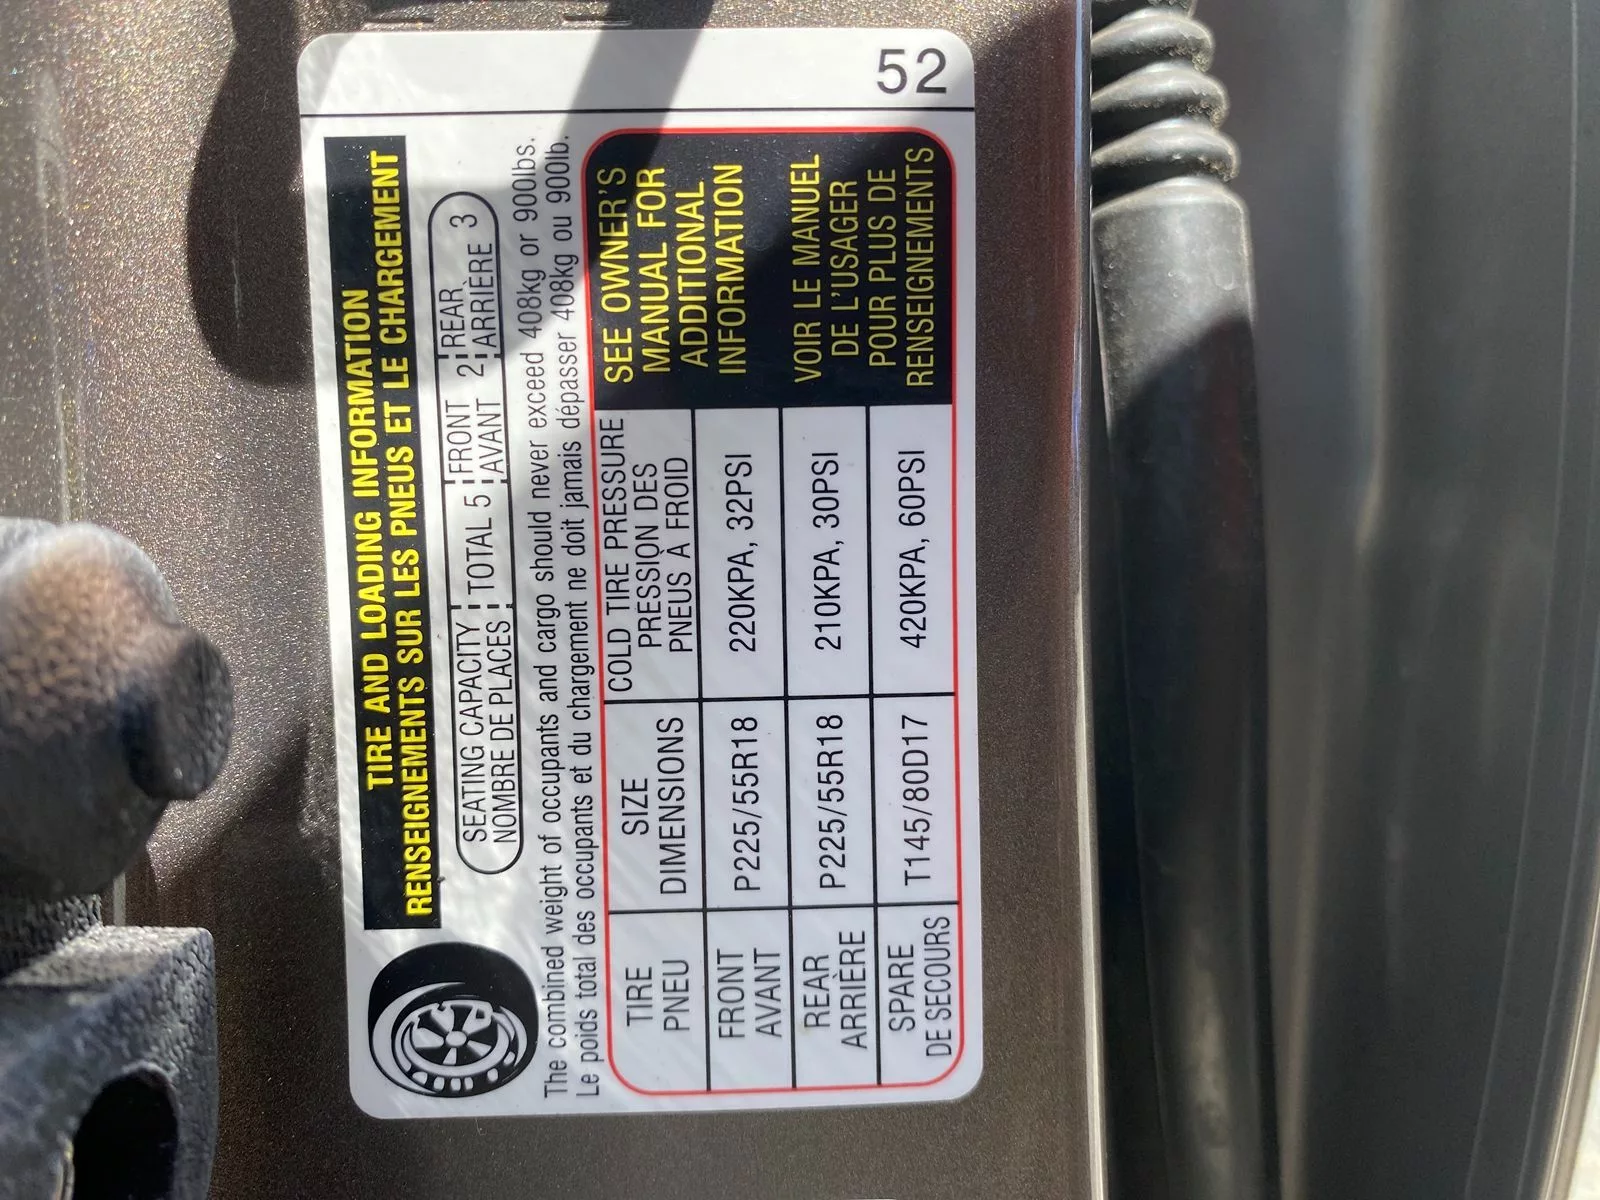 52
TIRE AND LOADING INFORMATION
RENSEIGNEMENTS SUR LES PNEUS ET LE CHARGEMENT
SEATING CAPACITY TOTAL 5 FRONT 2 REAR 3
NOMBRE DE PLACES AVANT ARRIÈRE
The combined weight of occupants and cargo should never exceed 408kg or 900lbs.
Le poids total des occupants et du chargement ne doit jamais dépasser 408kg ou 900lb.
TIRE
PNEU
SIZE
DIMENSIONS
COLD TIRE PRESSURE
PRESSION DES
PNEUS À FROID
FRONT
AVANT
P225/55R18
220KPA, 32PSI
REAR
ARRIÈRE
P225/55R18
210KPA, 30PSI
SPARE
DE SECOURS
T145/80D17
420KPA, 60PSI
SEE OWNER'S
MANUAL FOR
ADDITIONAL
INFORMATION
VOIR LE MANUEL
DE L'USAGER
POUR PLUS DE
RENSEIGNEMENTS